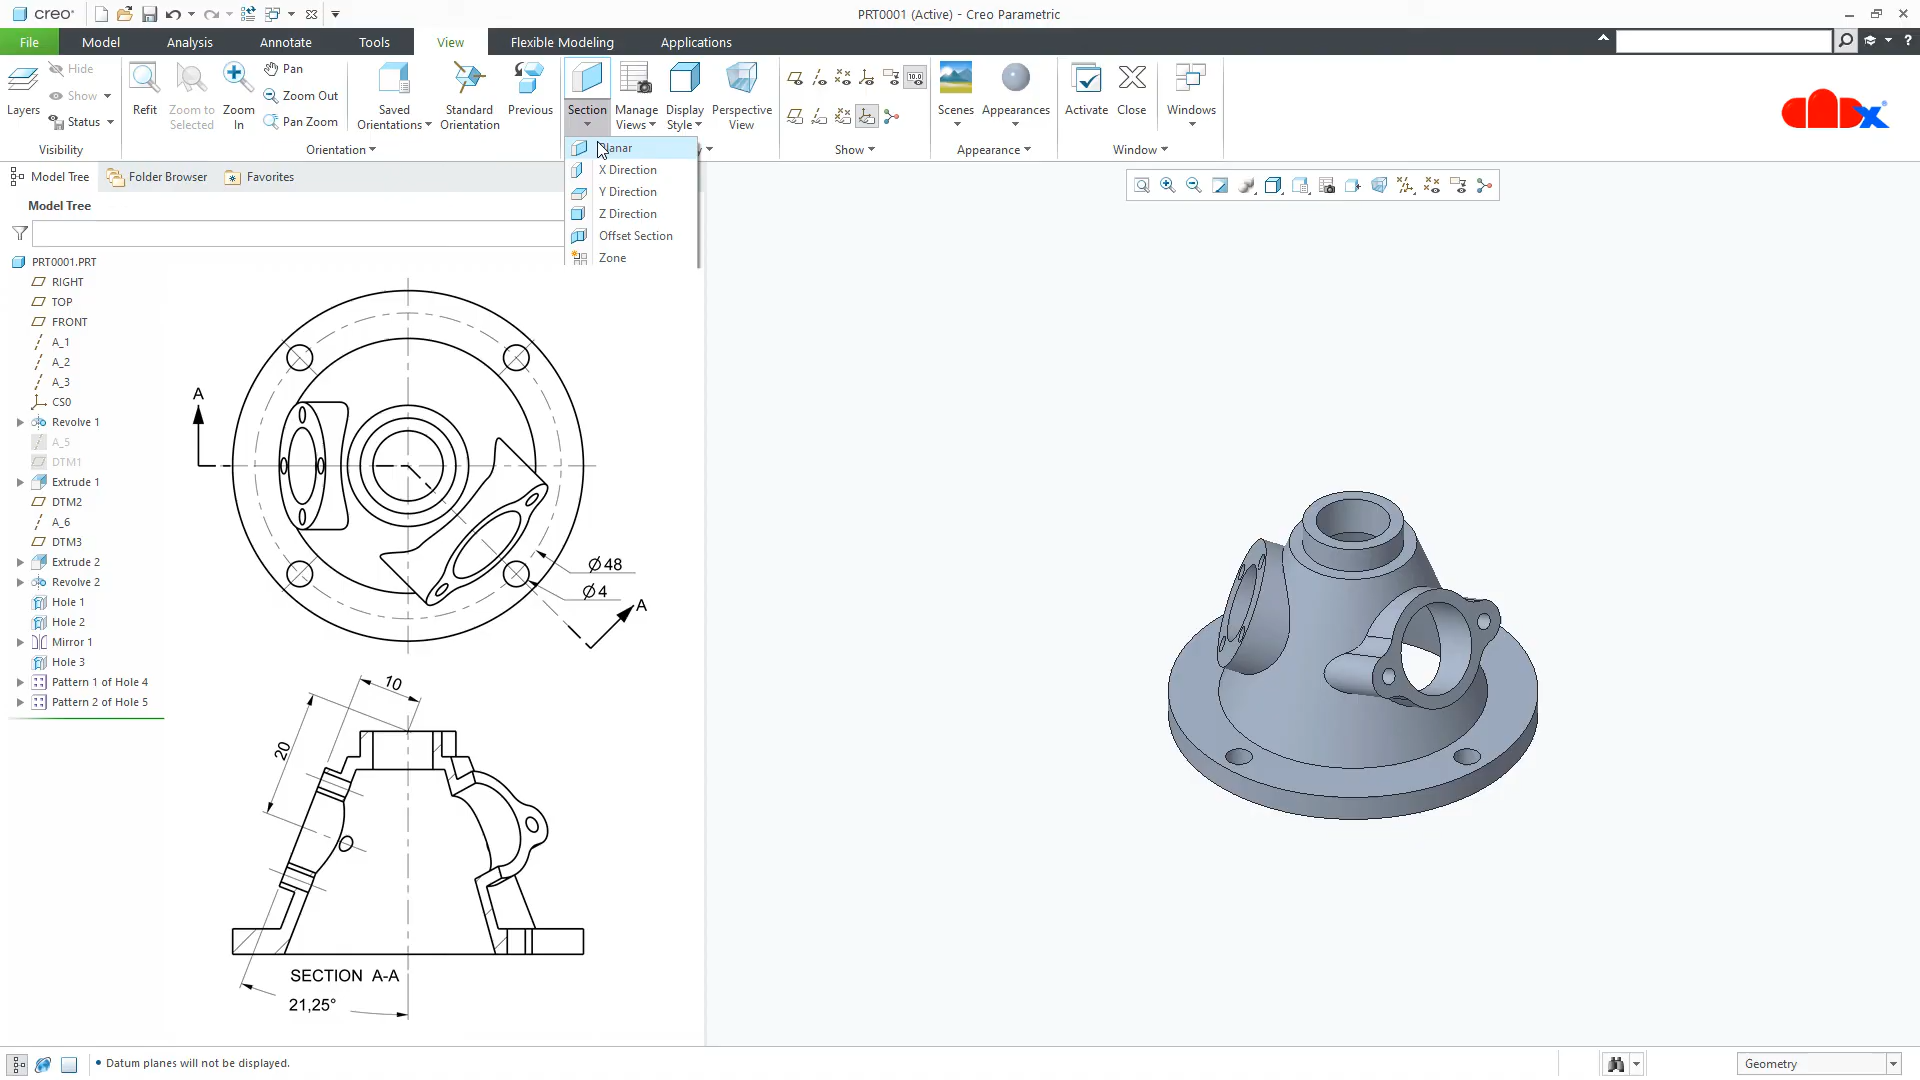 creo
PRT0001 (Active) - Creo Parametric
File
Model
Analysis
Annotate
Tools
View
Flexible Modeling
Applications
Layers
Hide
Show
Status
Visibility
Refit
Zoom to
Selected
Zoom
In
Pan
Zoom Out
Pan Zoom
Saved
Orientations
Standard
Orientation
Previous
Orientation
Section
Manage
Views
Display
Style
Perspective
View
10.0
Show
Scenes
Appearances
Appearance
Activate
Close
Windows
Window
Planar
X Direction
Y Direction
Z Direction
Offset Section
Zone
Model Tree
Folder Browser
Favorites
Model Tree
PRT0001.PRT
RIGHT
TOP
FRONT
A_1
A_2
A_3
CS0
Revolve 1
A_5
DTM1
Extrude 1
DTM2
A_6
DTM3
Extrude 2
Revolve 2
Hole 1
Hole 2
Mirror 1
Hole 3
Pattern 1 of Hole 4
Pattern 2 of Hole 5
A
Ø48
Ø4
A
10
20
SECTION A-A
21,25°
Datum planes will not be displayed.
Geometry